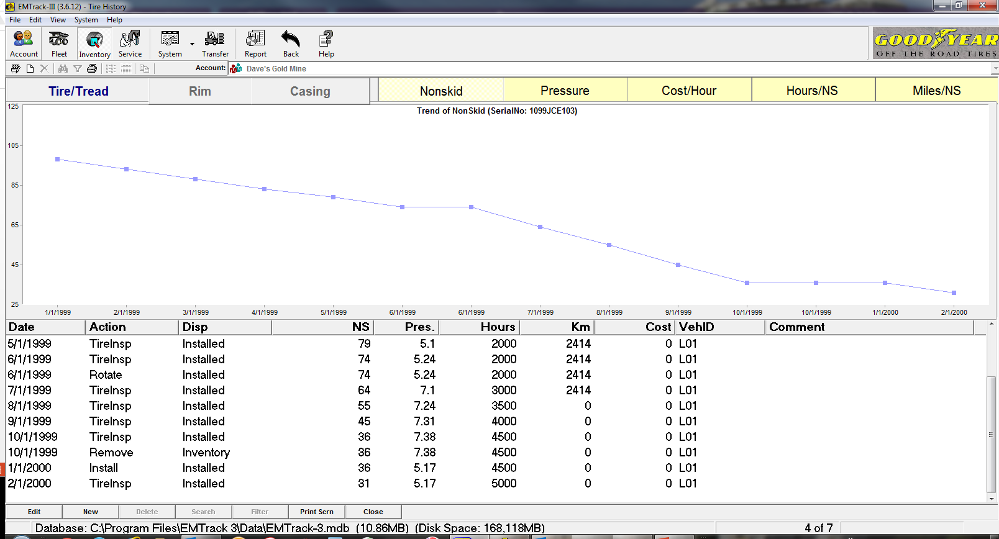 EMTrack-III (3.6.12) - Tire History
File Edit View System Help
Account Fleet Inventory Service System Transfer Report Back Help
GOODYEAR
OFF THE ROAD TIRES
Account: Dave's Gold Mine
Tire/Tread Rim Casing Nonskid Pressure Cost/Hour Hours/NS Miles/NS
Trend of NonSkid (SerialNo: 1099JCE103)
125
105
85
65
45
25
1/1/1999 2/1/1999 3/1/1999 4/1/1999 5/1/1999 6/1/1999 6/1/1999 7/1/1999 8/1/1999 9/1/1999 10/1/1999 10/1/1999 1/1/2000 2/1/2000
Date Action Disp NS Pres. Hours Km Cost VehID Comment
5/1/1999 TireInsp Installed 79 5.1 2000 2414 0 L01
6/1/1999 TireInsp Installed 74 5.24 2000 2414 0 L01
6/1/1999 Rotate Installed 74 5.24 2000 2414 0 L01
7/1/1999 TireInsp Installed 64 7.1 3000 2414 0 L01
8/1/1999 TireInsp Installed 55 7.24 3500 0 0 L01
9/1/1999 TireInsp Installed 45 7.31 4000 0 0 L01
10/1/1999 TireInsp Installed 36 7.38 4500 0 0 L01
10/1/1999 Remove Inventory 36 7.38 4500 0 0 L01
1/1/2000 Install Installed 36 5.17 4500 0 0 L01
2/1/2000 TireInsp Installed 31 5.17 5000 0 0 L01
Edit New Delete Search Filter Print Scrn Close
Database: C:\Program Files\EMTrack 3\Data\EMTrack-3.mdb (10.86MB) (Disk Space: 168,118MB) 4 of 7